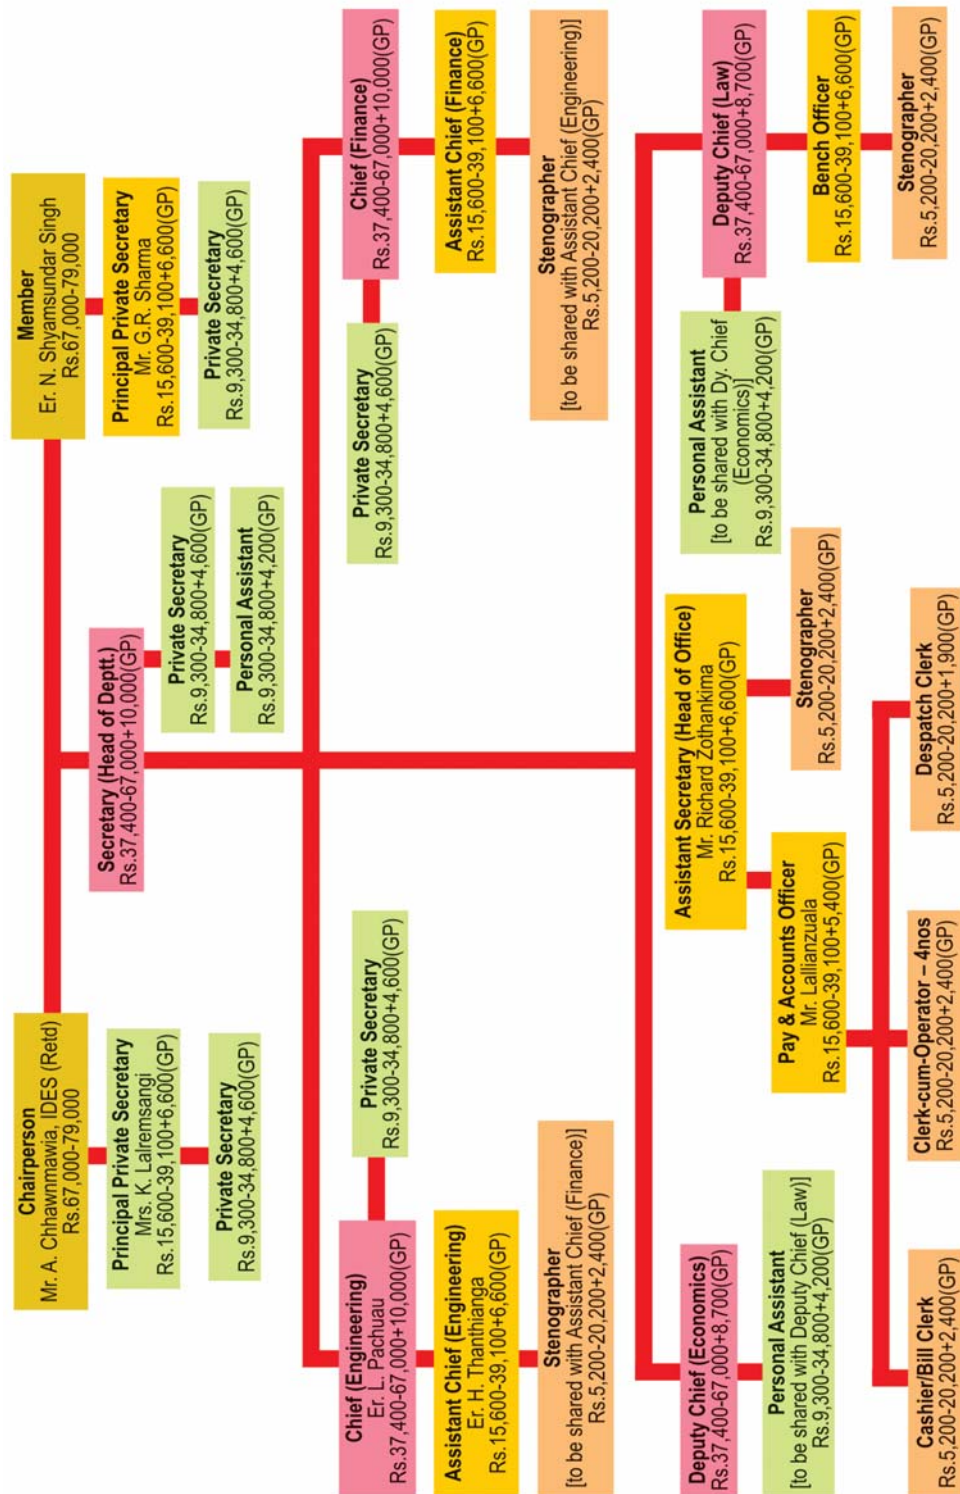 Chairperson
Mr. A. Chhawnmawia, IDES (Retd)
Rs.67,000-79,000
Principal Private Secretary
Mrs. K. Lalremsangi
Rs.15,600-39,100+6,600(GP)
Private Secretary
Rs.9,300-34,800+4,600(GP)
Member
Er. N. Shyamsundar Singh
Rs.67,000-79,000
Principal Private Secretary
Mr. G.R. Sharma
Rs.15,600-39,100+6,600(GP)
Private Secretary
Rs.9,300-34,800+4,600(GP)
Secretary (Head of Deptt.)
Rs.37,400-67,000+10,000(GP)
Private Secretary
Rs.9,300-34,800+4,600(GP)
Personal Assistant
Rs.9,300-34,800+4,200(GP)
Chief (Engineering)
Er. L. Pachuau
Rs.37,400-67,000+10,000(GP)
Private Secretary
Rs.9,300-34,800+4,600(GP)
Assistant Chief (Engineering)
Er. H. Thanthianga
Rs.15,600-39,100+6,600(GP)
Stenographer
[to be shared with Assistant Chief (Finance)]
Rs.5,200-20,200+2,400(GP)
Chief (Finance)
Rs.37,400-67,000+10,000(GP)
Private Secretary
Rs.9,300-34,800+4,600(GP)
Assistant Chief (Finance)
Rs.15,600-39,100+6,600(GP)
Stenographer
[to be shared with Assistant Chief (Engineering)]
Rs.5,200-20,200+2,400(GP)
Deputy Chief (Economics)
Rs.37,400-67,000+8,700(GP)
Personal Assistant
[to be shared with Deputy Chief (Law)]
Rs.9,300-34,800+4,200(GP)
Assistant Secretary (Head of Office)
Mr. Richard Zothankima
Rs.15,600-39,100+6,600(GP)
Pay & Accounts Officer
Mr. Lallianzuala
Rs.15,600-39,100+5,400(GP)
Stenographer
Rs.5,200-20,200+2,400(GP)
Personal Assistant
[to be shared with Dy. Chief
(Economics)]
Rs.9,300-34,800+4,200(GP)
Deputy Chief (Law)
Rs.37,400-67,000+8,700(GP)
Bench Officer
Rs.15,600-39,100+6,600(GP)
Stenographer
Rs.5,200-20,200+2,400(GP)
Cashier/Bill Clerk
Rs.5,200-20,200+2,400(GP)
Clerk-cum-Operator – 4nos
Rs.5,200-20,200+2,400(GP)
Despatch Clerk
Rs.5,200-20,200+1,900(GP)